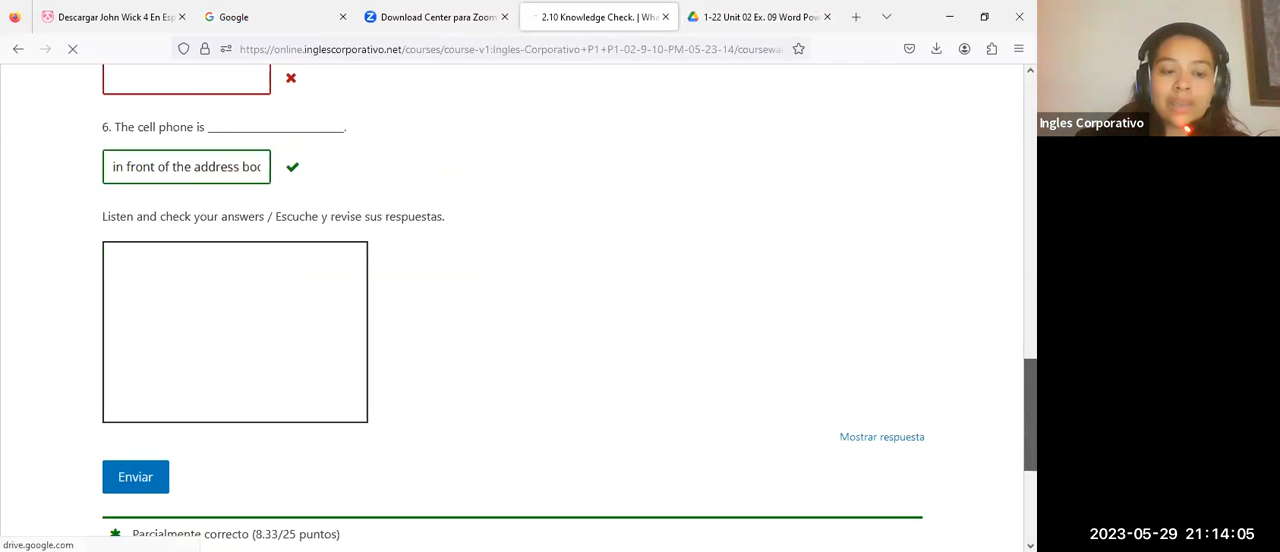 Descargar John Wick 4 En Esp
Google
Download Center para Zoom
2.10 Knowledge Check. | Wha
1-22 Unit 02 Ex. 09 Word Pow
https://online.inglescorporativo.net/courses/course-v1:Ingles-Corporativo+P1+P1-02-9-10-PM-05-23-14/coursewa
Ingles Corporativo
6. The cell phone is ______________________.
in front of the address boo
Listen and check your answers / Escuche y revise sus respuestas.
Mostrar respuesta
Enviar
Parcialmente correcto (8.33/25 puntos)
drive.google.com
2023-05-29 21:14:05